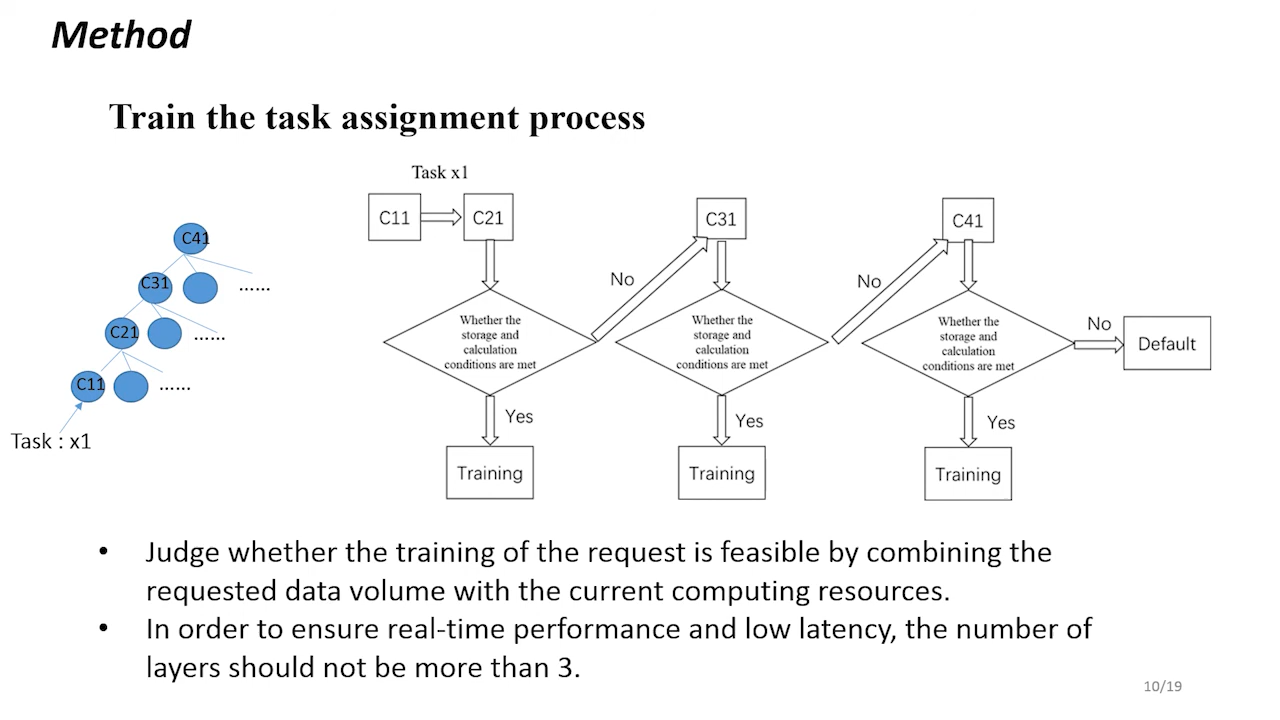 Method
Train the task assignment process
Task x1
C11
C21
C31
C41
C41
C31
......
C21
......
C11
......
Task : x1
No
No
No
Whether the
storage and
calculation
conditions are met
Whether the
storage and
calculation
conditions are met
Whether the
storage and
calculation
conditions are met
Default
Yes
Yes
Yes
Training
Training
Training
• Judge whether the training of the request is feasible by combining the
requested data volume with the current computing resources.
• In order to ensure real-time performance and low latency, the number of
layers should not be more than 3.
10/19